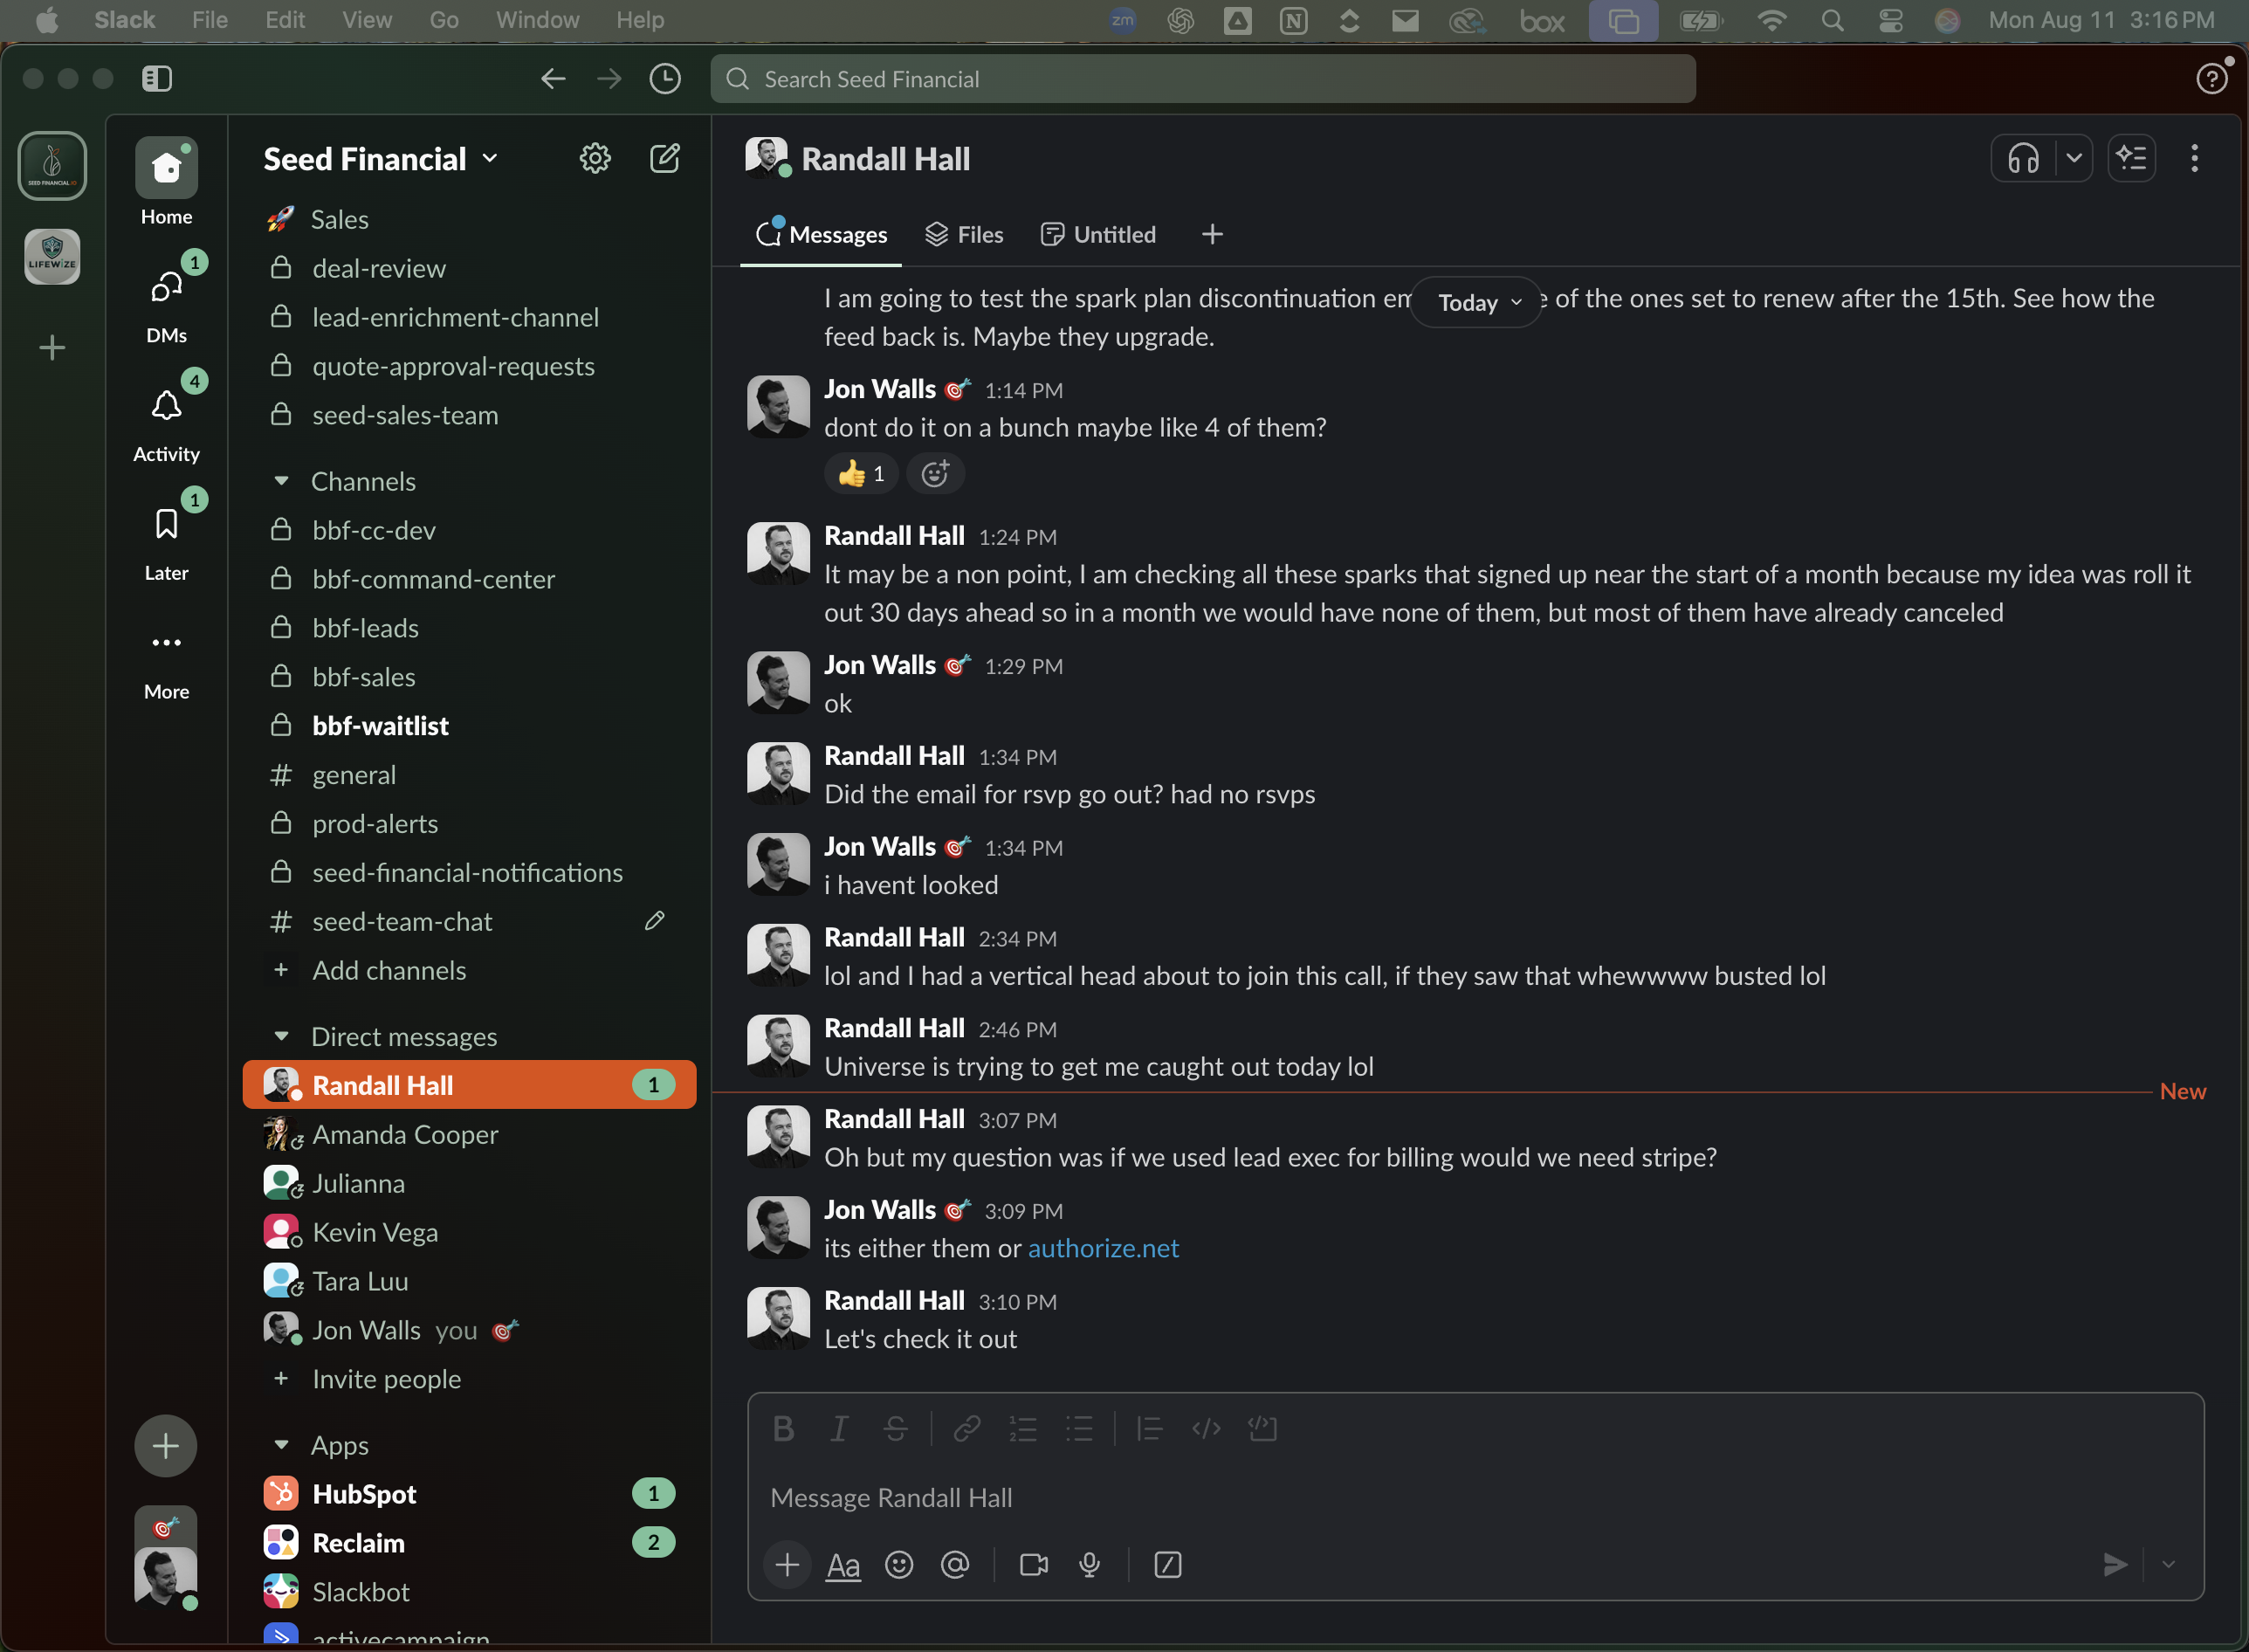 Slack File Edit View Go Window Help zm box Mon Aug 11 3:16 PM
Search Seed Financial
SEED FINANCIAL.IO
LIFEWIZE
Home
1
DMs
4
Activity
1
Later
More
Seed Financial
Sales
deal-review
lead-enrichment-channel
quote-approval-requests
seed-sales-team
Channels
bbf-cc-dev
bbf-command-center
bbf-leads
bbf-sales
bbf-waitlist
general
prod-alerts
seed-financial-notifications
seed-team-chat
Add channels
Direct messages
Randall Hall 1
Amanda Cooper
Julianna
Kevin Vega
Tara Luu
Jon Walls you
Invite people
Apps
HubSpot 1
Reclaim 2
Slackbot
activecampaign
Randall Hall
Messages Files Untitled
Today
I am going to test the spark plan discontinuation em e of the ones set to renew after the 15th. See how the
feed back is. Maybe they upgrade.
Jon Walls 1:14 PM
dont do it on a bunch maybe like 4 of them?
1
Randall Hall 1:24 PM
It may be a non point, I am checking all these sparks that signed up near the start of a month because my idea was roll it
out 30 days ahead so in a month we would have none of them, but most of them have already canceled
Jon Walls 1:29 PM
ok
Randall Hall 1:34 PM
Did the email for rsvp go out? had no rsvps
Jon Walls 1:34 PM
i havent looked
Randall Hall 2:34 PM
lol and I had a vertical head about to join this call, if they saw that whewwww busted lol
Randall Hall 2:46 PM
Universe is trying to get me caught out today lol
New
Randall Hall 3:07 PM
Oh but my question was if we used lead exec for billing would we need stripe?
Jon Walls 3:09 PM
its either them or authorize.net
Randall Hall 3:10 PM
Let's check it out
Message Randall Hall
Aa